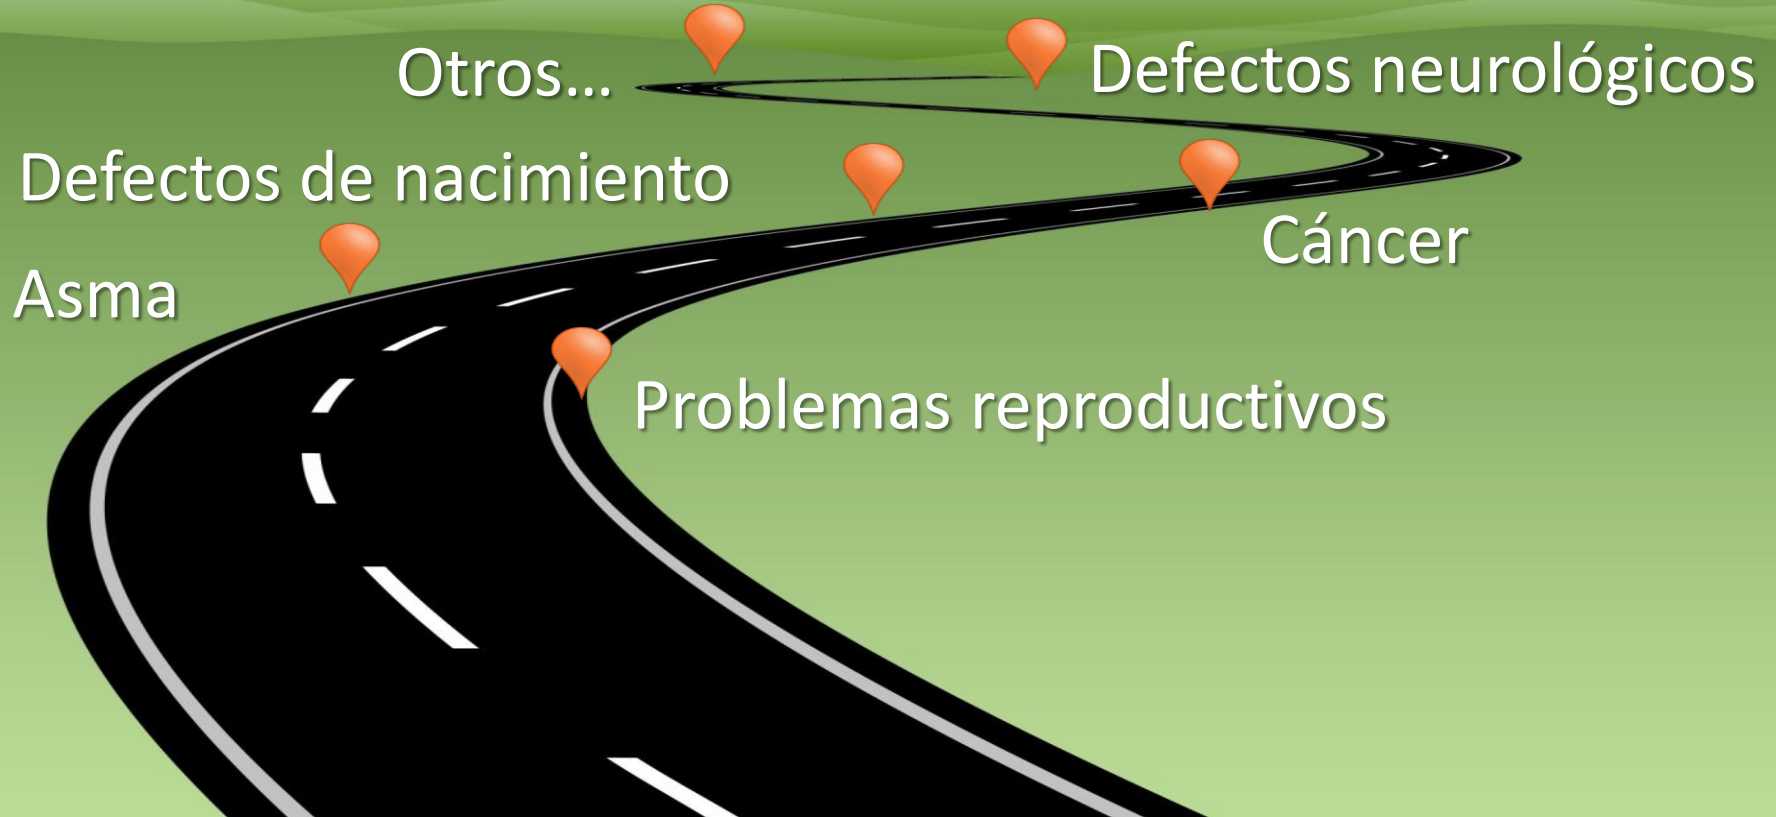 Otros...
Defectos neurológicos
Defectos de nacimiento
Cáncer
Asma
Problemas reproductivos